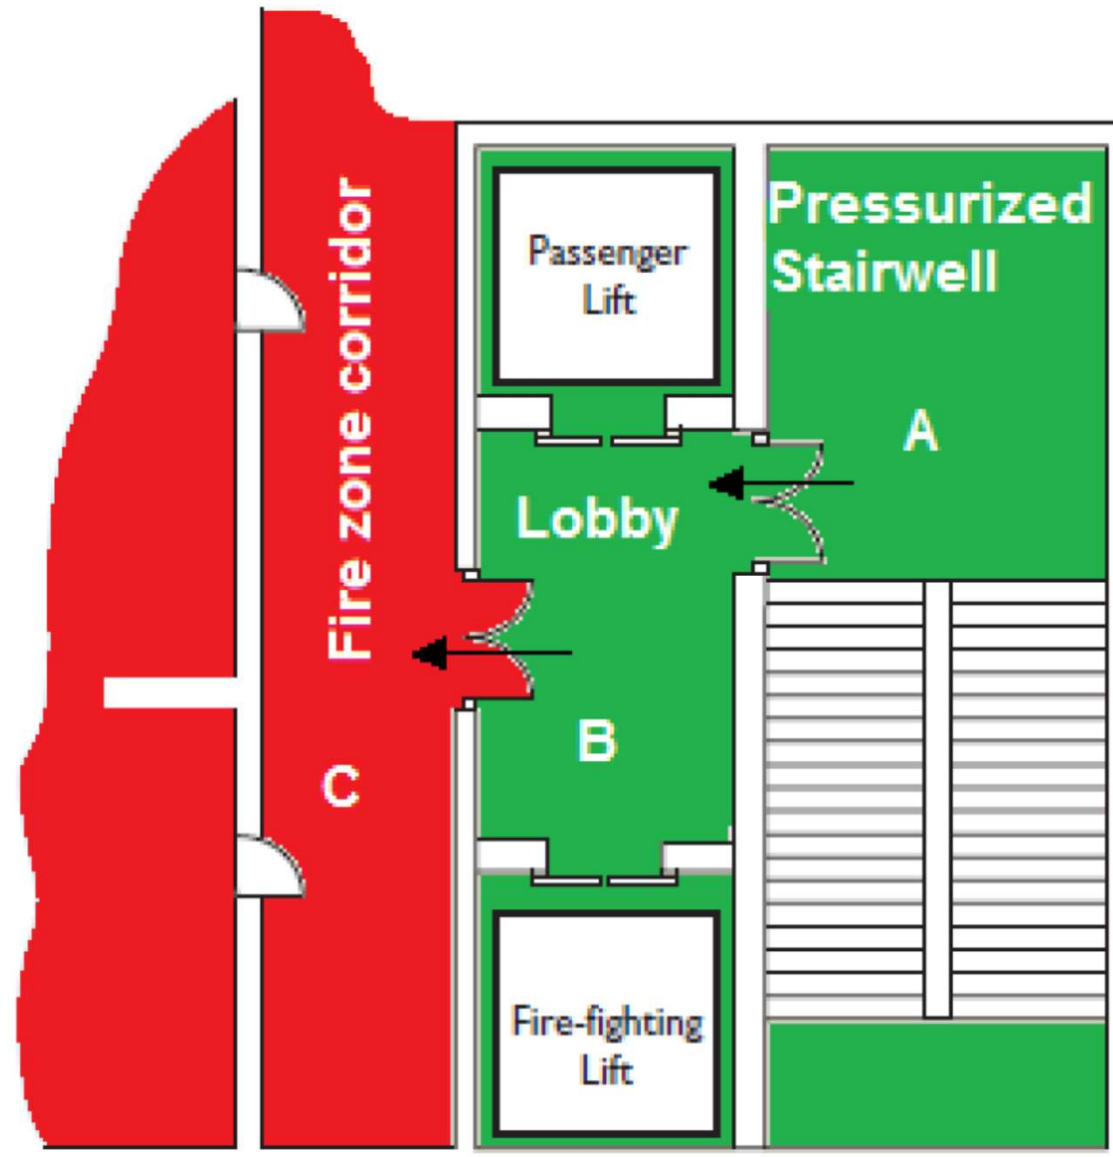 Fire zone corridor
C
Passenger
Lift
Lobby
B
Fire-fighting
Lift
Pressurized
Stairwell
A